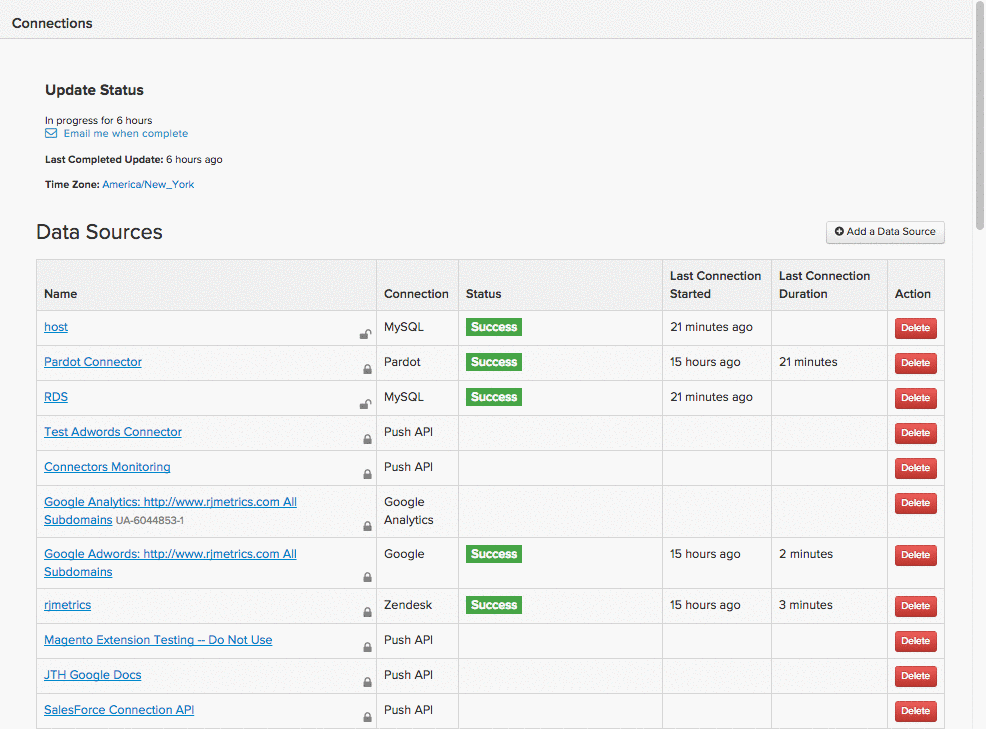 Connections
Update Status
In progress for 6 hours
Email me when complete
Last Completed Update: 6 hours ago
Time Zone: America/New_York
Data Sources
Add a Data Source
Name Connection Status Last Connection Started Last Connection Duration Action
host MySQL Success 21 minutes ago Delete
Pardot Connector Pardot Success 15 hours ago 21 minutes Delete
RDS MySQL Success 21 minutes ago Delete
Test Adwords Connector Push API Delete
Connectors Monitoring Push API Delete
Google Analytics: http://www.rjmetrics.com All Google Delete
Subdomains UA-6044853-1 Analytics
Google Adwords: http://www.rjmetrics.com All Google Success 15 hours ago 2 minutes Delete
Subdomains
rjmetrics Zendesk Success 15 hours ago 3 minutes Delete
Magento Extension Testing -- Do Not Use Push API Delete
JTH Google Docs Push API Delete
SalesForce Connection API Push API Delete